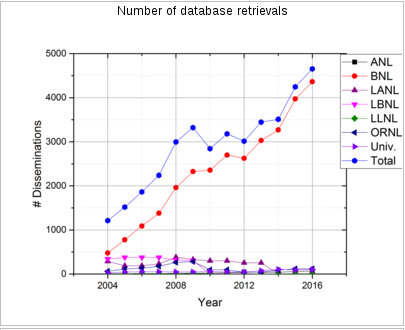 Number of database retrievals
5000
4000
3000
2000
1000
0
# Disseminations
2004
2008
2012
2016
Year
ANL
BNL
LANL
LBNL
LLNL
ORNL
Univ.
Total